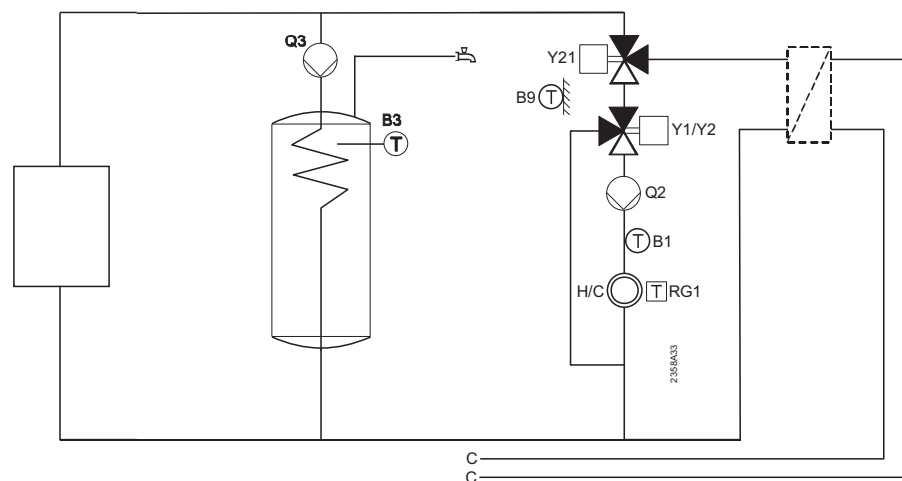 Q3
Y21
B9 T
B3
T
Y1/Y2
Q2
T B1
H/C T RG1
2358A33
C
C